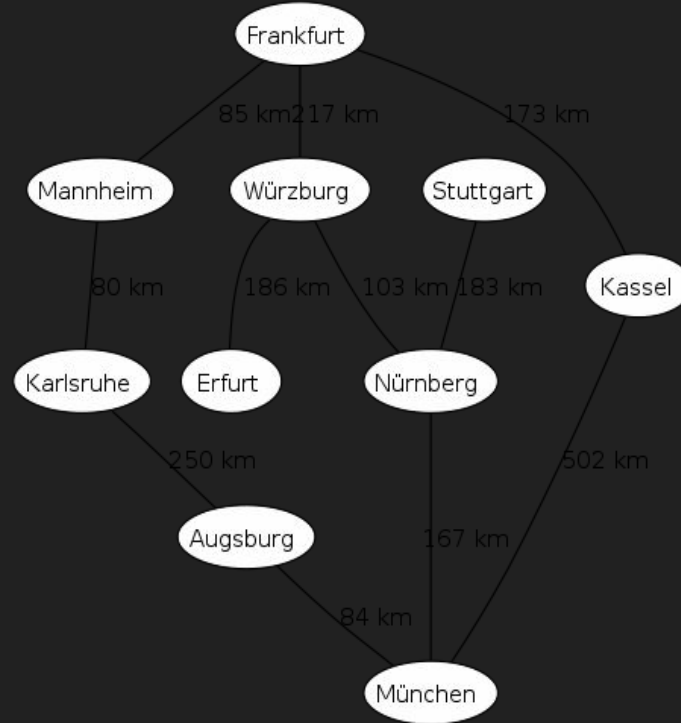 Frankfurt
85 km
217 km
173 km
Mannheim
Würzburg
Stuttgart
Kassel
80 km
186 km
103 km
183 km
Karlsruhe
Erfurt
Nürnberg
250 km
502 km
Augsburg
167 km
84 km
München